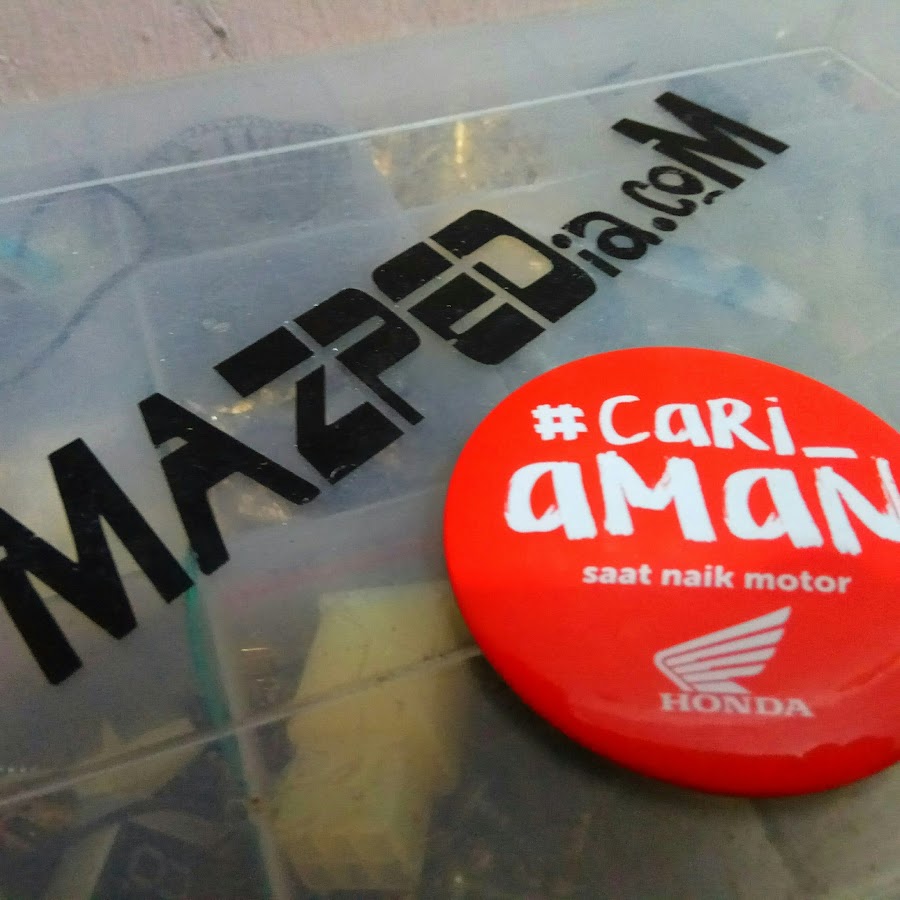 MAZPEDia.coM
#CaRi_
aMaN
saat naik motor
HONDA